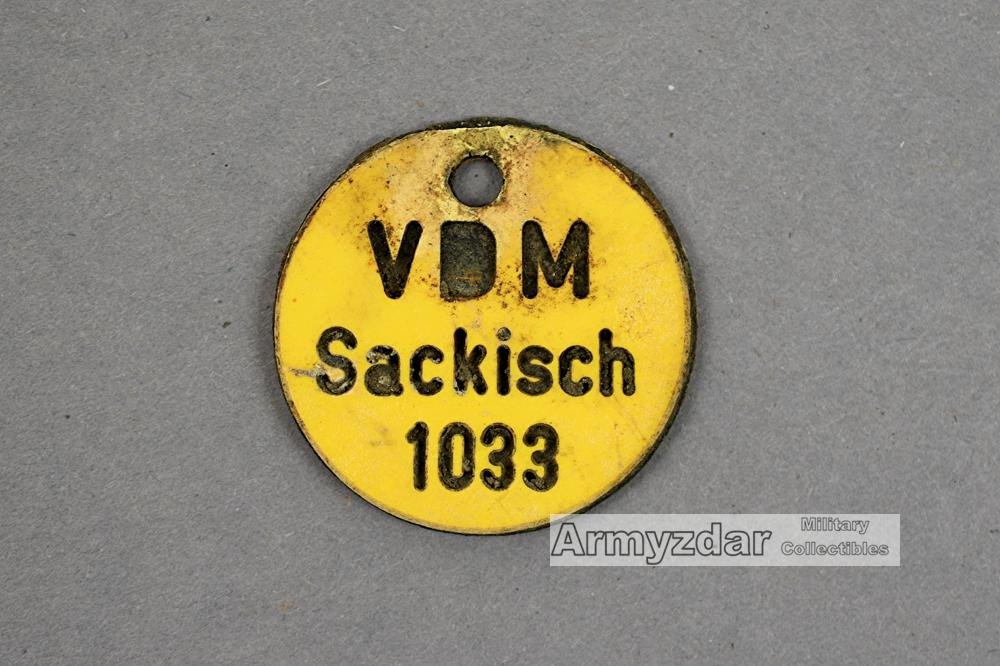 VDM
Sackisch
1033
Armyzdar Military Collectibles